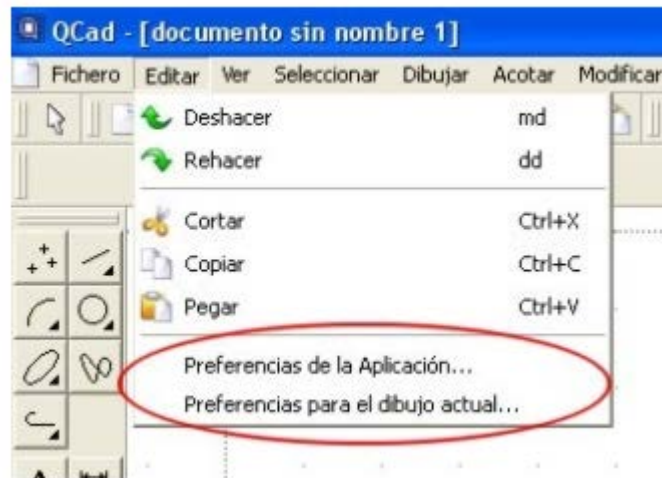 QCad - [documento sin nombre 1]
Fichero Editar Ver Seleccionar Dibujar Acotar Modificar
Deshacer md
Rehacer dd
Cortar Ctrl+X
Copiar Ctrl+C
Pegar Ctrl+V
Preferencias de la Aplicación...
Preferencias para el dibujo actual...